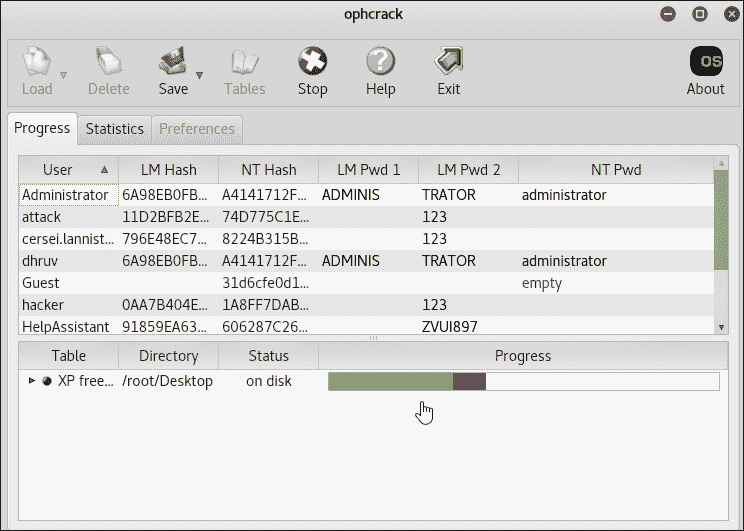 ophcrack
Load Delete Save Tables Stop Help Exit OS About
Progress Statistics Preferences
User LM Hash NT Hash LM Pwd 1 LM Pwd 2 NT Pwd
Administrator 6A98EB0FB... A4141712F... ADMINIS TRATOR administrator
attack 11D2BFB2E... 74D775C1E... 123
cersei.lannist... 796E48EC7... 8224B315B... 123
dhruv 6A98EB0FB... A4141712F... ADMINIS TRATOR administrator
Guest 31d6cfe0d1... empty
hacker 0AA7B404E... 1A8FF7DAB... 123
HelpAssistant 91859EA63... 606287C26... ZVUI897
Table Directory Status Progress
XP free... /root/Desktop on disk